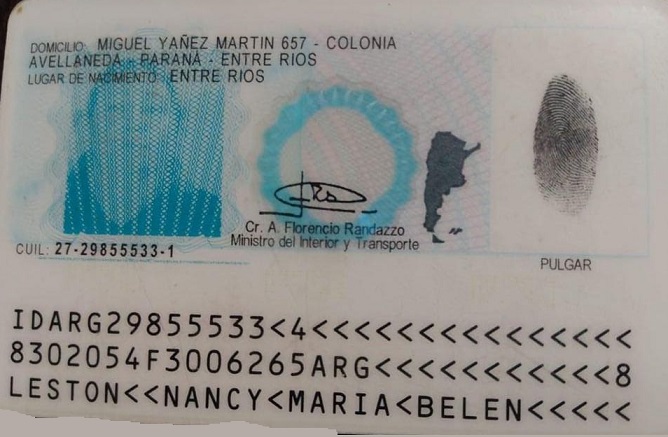 DOMICILIO: MIGUEL YAÑEZ MARTIN 657 - COLONIA
AVELLANEDA - PARANÁ - ENTRE RIOS
LUGAR DE NACIMIENTO: ENTRE RIOS
Cr. A. Florencio Randazzo
Ministro del Interior y Transporte
CUIL: 27-29855533-1
PULGAR
IDARG29855533<4<<<<<<<<<<<<<<<
8302054F3006265ARG<<<<<<<<<<<8
LESTON<<NANCY<MARIA<BELEN<<<<<